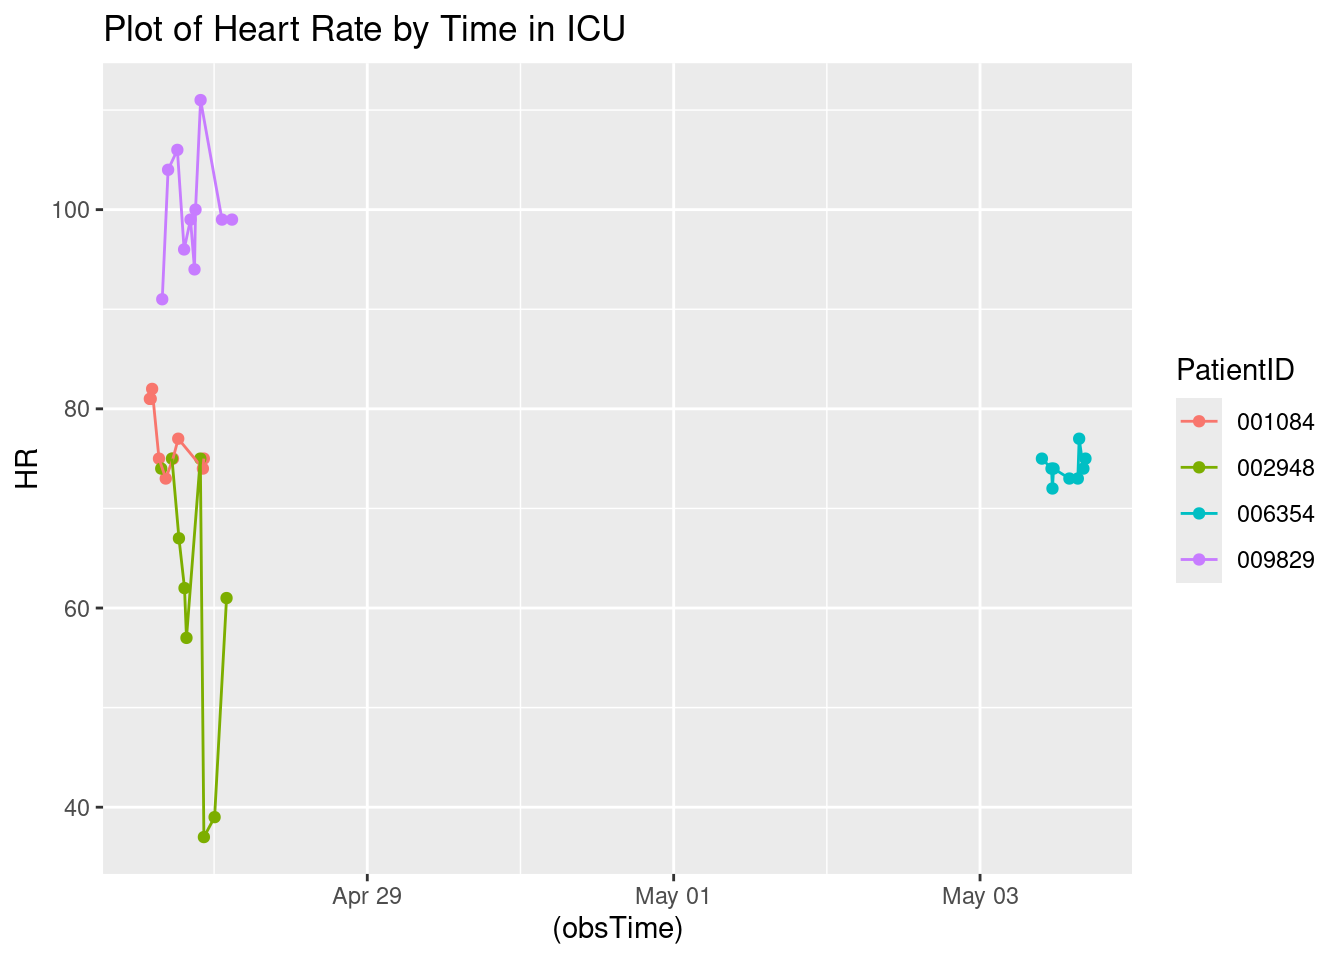 Plot of Heart Rate by Time in ICU
100
80
60
40
HR
Apr 29
May 01
May 03
(obsTime)
PatientID
001084
002948
006354
009829